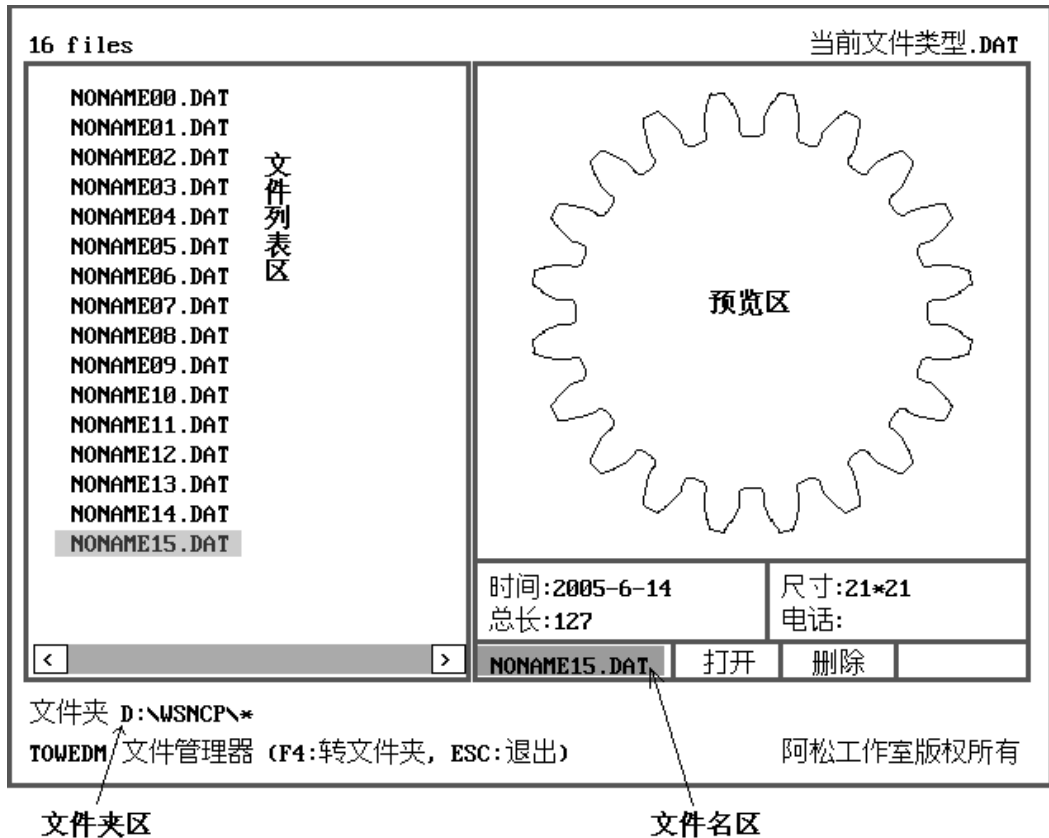 16 files
当前文件类型.DAT
NONAME00.DAT
NONAME01.DAT
NONAME02.DAT
NONAME03.DAT
NONAME04.DAT
NONAME05.DAT
NONAME06.DAT
NONAME07.DAT
NONAME08.DAT
NONAME09.DAT
NONAME10.DAT
NONAME11.DAT
NONAME12.DAT
NONAME13.DAT
NONAME14.DAT
NONAME15.DAT
文件列表区
预览区
时间:2005-6-14
总长:127
尺寸:21*21
电话:
< >
NONAME15.DAT 打开 删除
文件夹 D:\WSNCP\*
TOWEDM 文件管理器 (F4:转文件夹, ESC:退出) 阿松工作室版权所有
文件夹区
文件名区